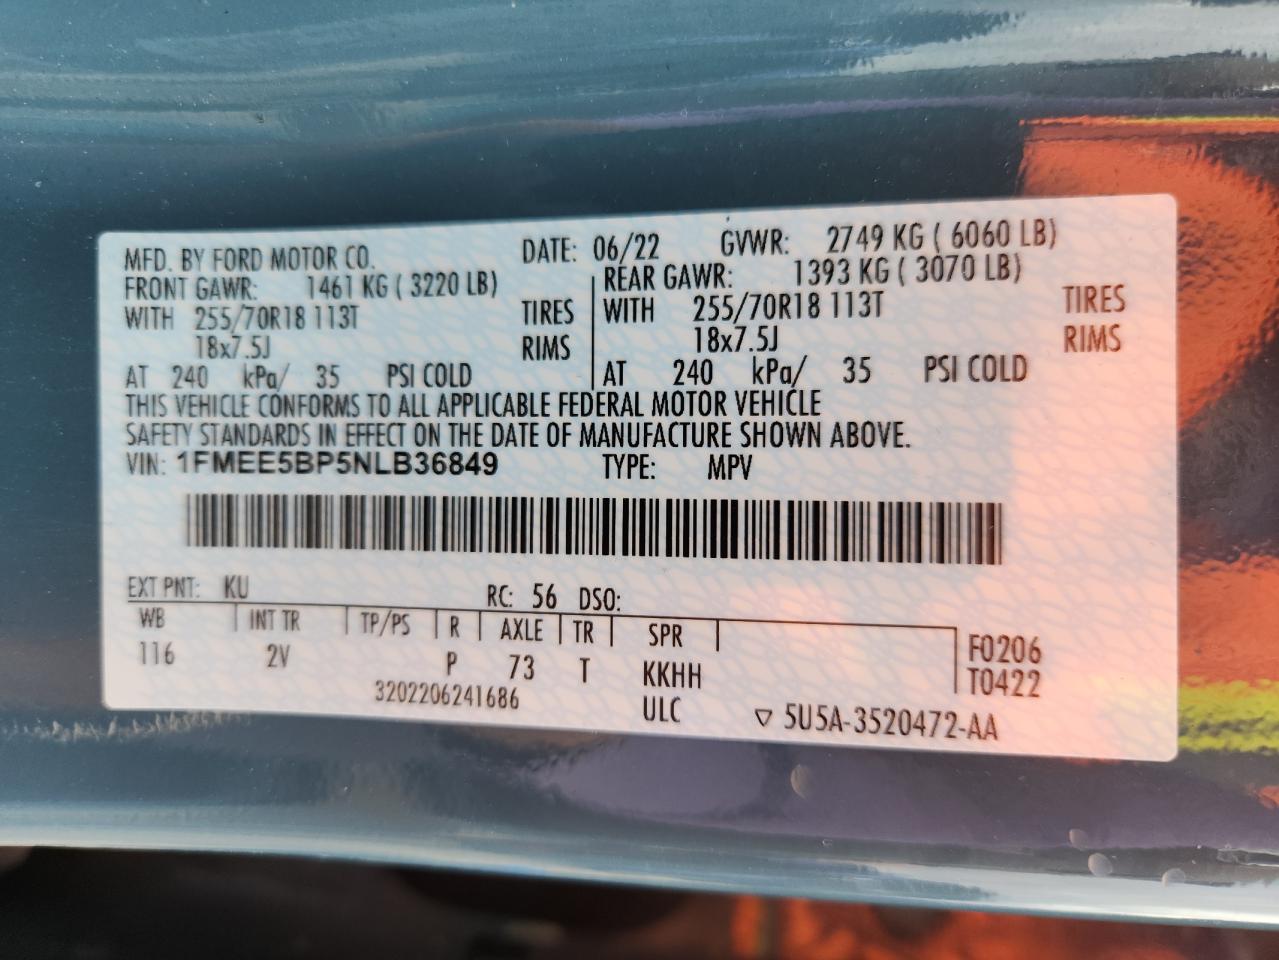 MFD. BY FORD MOTOR CO. DATE: 06/22 GVWR: 2749 KG ( 6060 LB)
FRONT GAWR: 1461 KG ( 3220 LB) REAR GAWR: 1393 KG ( 3070 LB)
WITH 255/70R18 113T TIRES WITH 255/70R18 113T TIRES
18x7.5J RIMS 18x7.5J RIMS
AT 240 kPa/ 35 PSI COLD AT 240 kPa/ 35 PSI COLD
THIS VEHICLE CONFORMS TO ALL APPLICABLE FEDERAL MOTOR VEHICLE
SAFETY STANDARDS IN EFFECT ON THE DATE OF MANUFACTURE SHOWN ABOVE.
VIN: 1FMEE5BP5NLB36849 TYPE: MPV
EXT PNT: KU RC: 56 DSO:
WB INT TR TP/PS R AXLE TR SPR F0206
116 2V P 73 T KKHH T0422
3202206241686 ULC ▽ 5U5A-3520472-AA